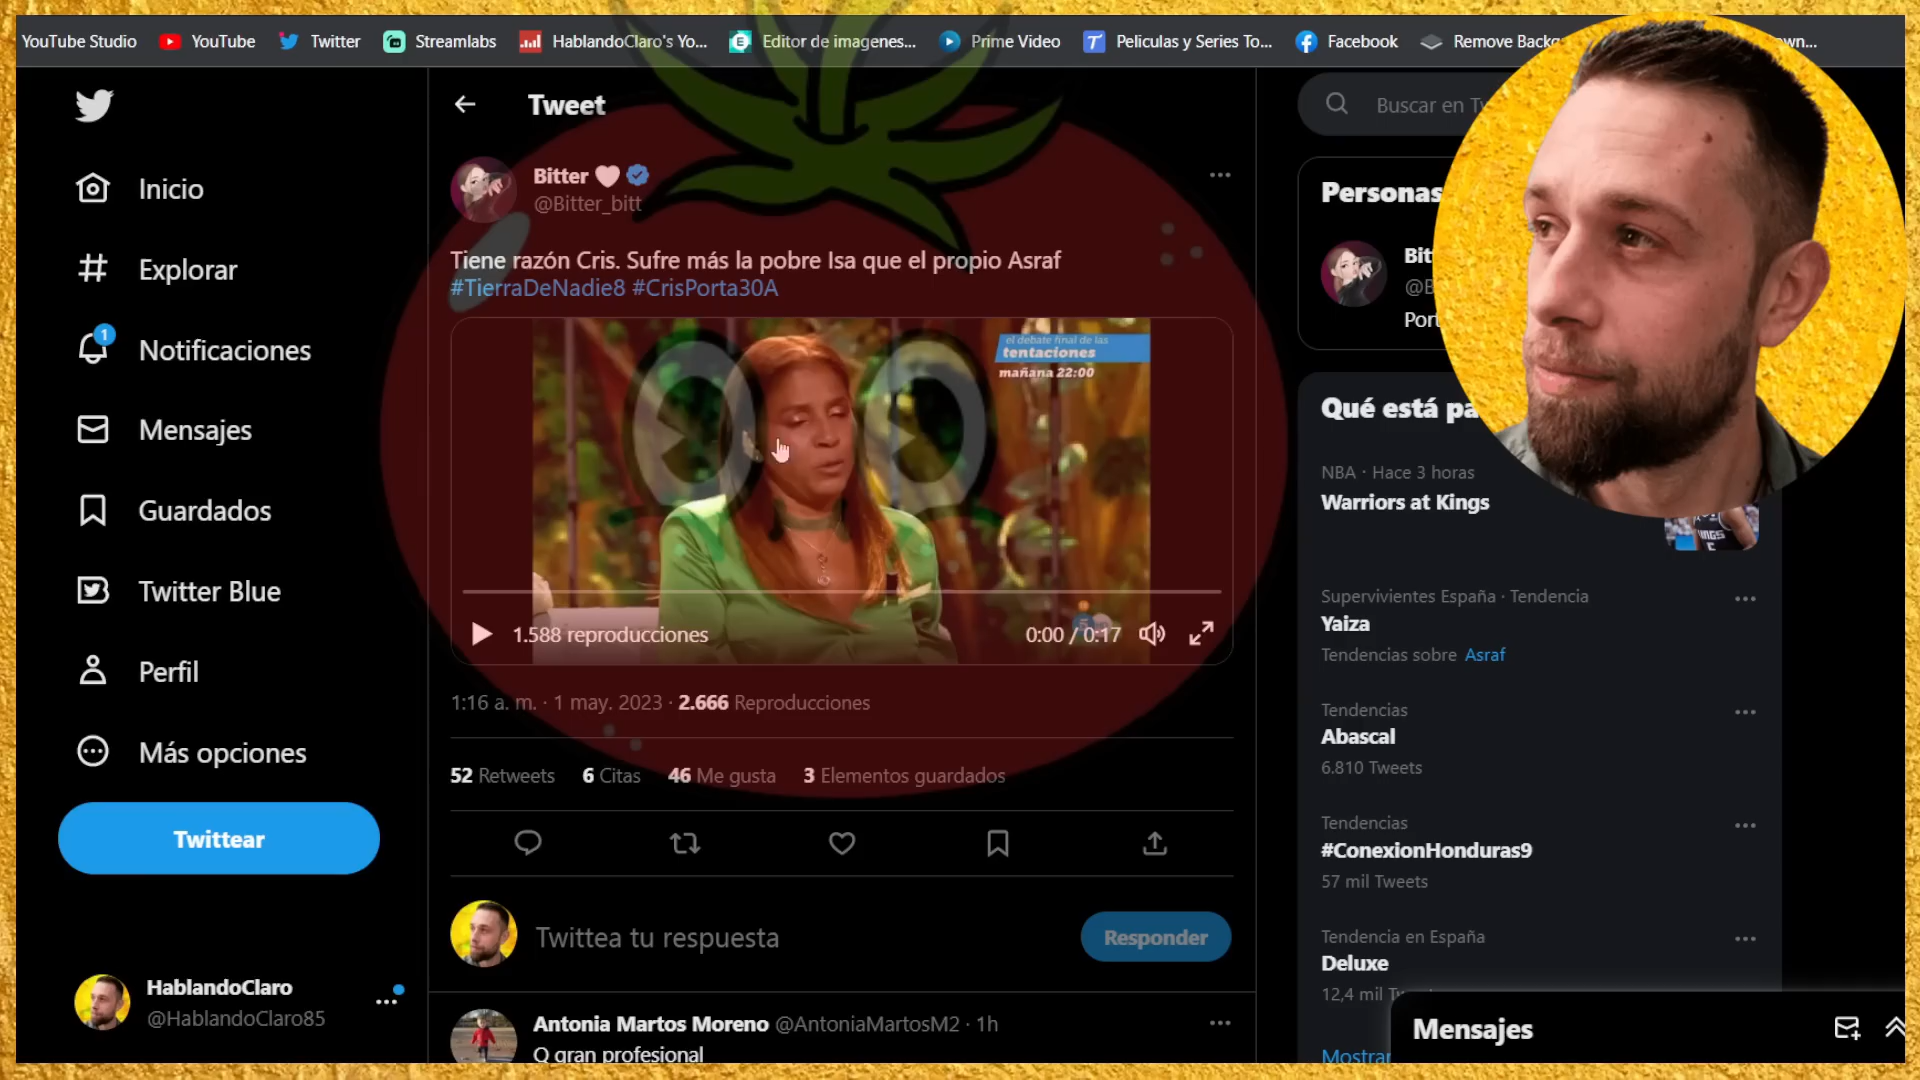 YouTube Studio
YouTube
Twitter
Streamlabs
HablandoClaro's Yo...
Editor de imagenes...
Prime Video
Peliculas y Series To...
Facebook
Remove
Tweet
Buscar en
Inicio
Explorar
1
Notificaciones
Mensajes
Guardados
Twitter Blue
Perfil
Más opciones
Twittear
HablandoClaro
@HablandoClaro85
Bitter
@Bitter_bitt
Tiene razón Cris. Sufre más la pobre Isa que el propio Asraf
#TierraDeNadie8 #CrisPorta30A
el debate final de las
tentaciones
mañana 22:00
1.588 reproducciones
0:00 / 0:17
1:16 a. m. · 1 may. 2023 · 2.666 Reproducciones
52 Retweets 6 Citas 46 Me gusta 3 Elementos guardados
Twittea tu respuesta
Responder
Antonia Martos Moreno @AntoniaMartosM2 · 1h
Q gran profesional
Personas
Qué está
NBA · Hace 3 horas
Warriors at Kings
Supervivientes España · Tendencia
Yaiza
Tendencias sobre Asraf
Tendencias
Abascal
6.810 Tweets
Tendencias
#ConexionHonduras9
57 mil Tweets
Tendencia en España
Deluxe
12,4 mil
Mostrar
Mensajes